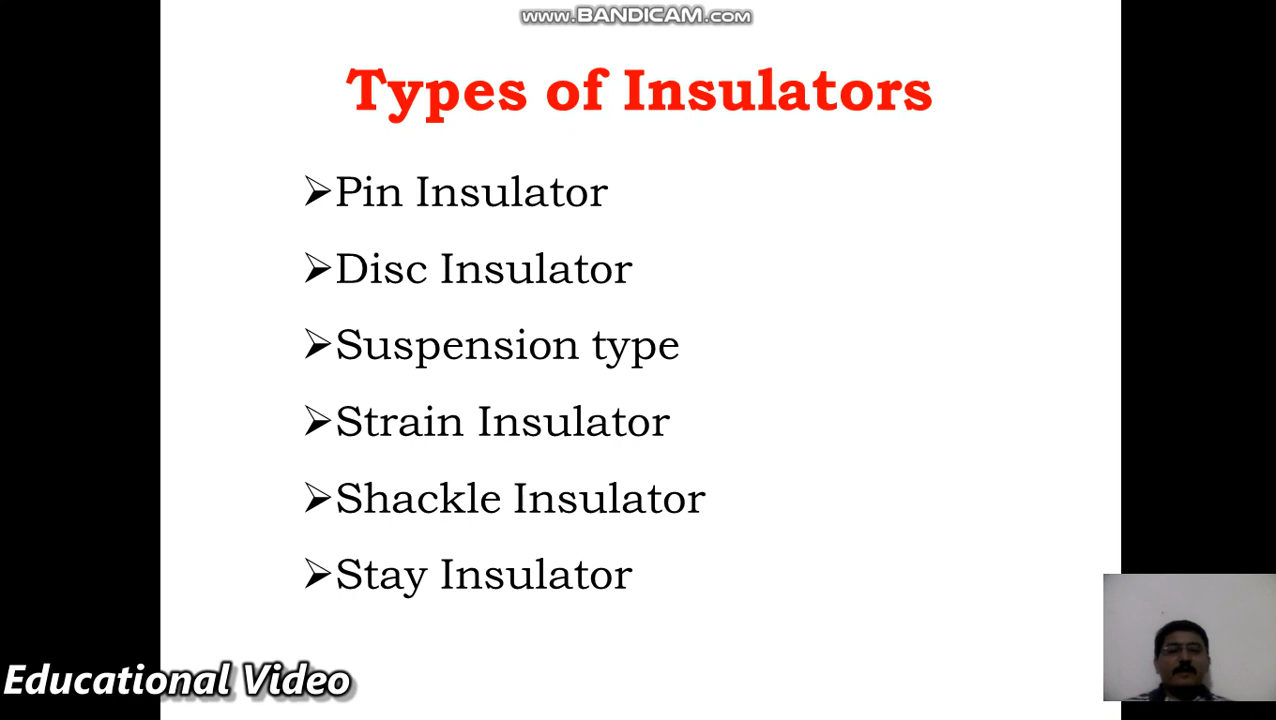 www.BANDICAM.com
Types of Insulators
➢Pin Insulator
➢Disc Insulator
➢Suspension type
➢Strain Insulator
➢Shackle Insulator
➢Stay Insulator
Educational Video